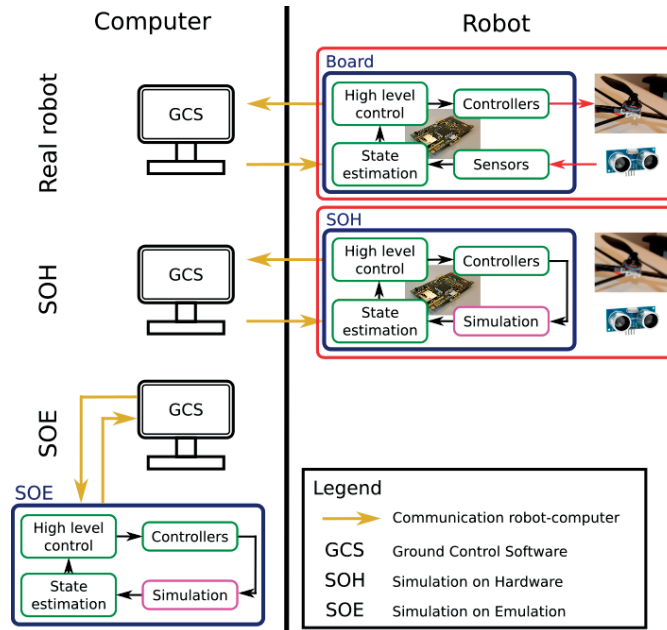 Computer
Robot
Real robot
GCS
Board
High level
control
Controllers
State
estimation
Sensors
SOH
GCS
SOH
High level
control
Controllers
State
estimation
Simulation
SOE
GCS
SOE
High level
control
Controllers
State
estimation
Simulation
Legend
Communication robot-computer
GCS Ground Control Software
SOH Simulation on Hardware
SOE Simulation on Emulation